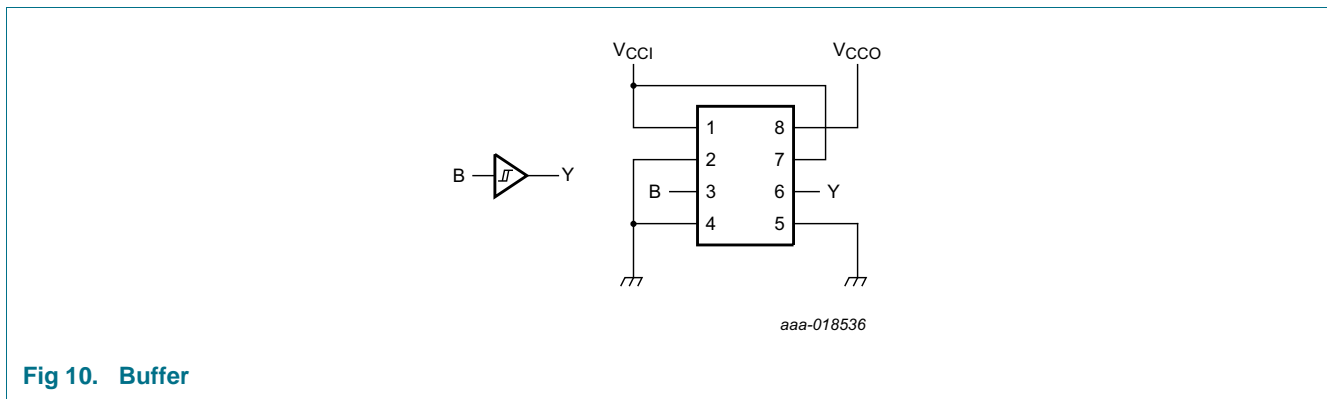 VCCI VCCO
1 8
2 7
B Y B 3 6 Y
4 5
aaa-018536
Fig 10. Buffer